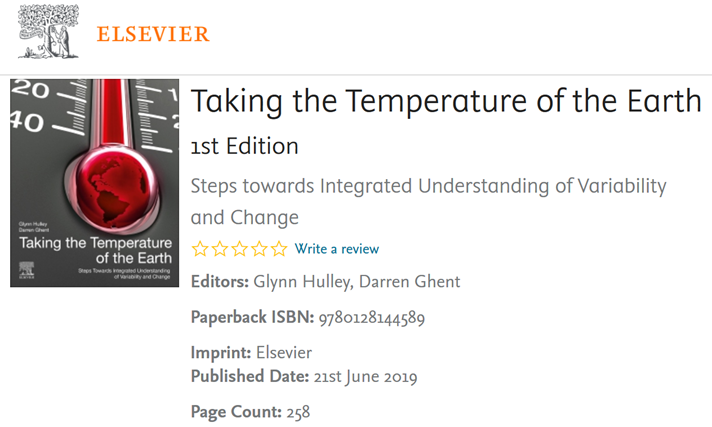 ELSEVIER
20
40
Glynn Hulley
Darren Ghent
Taking the Temperature
of the Earth
Steps Towards Integrated Understanding
of Variability and Change
ELSEVIER
Taking the Temperature of the Earth
1st Edition
Steps towards Integrated Understanding of Variability
and Change
Write a review
Editors: Glynn Hulley, Darren Ghent
Paperback ISBN: 9780128144589
Imprint: Elsevier
Published Date: 21st June 2019
Page Count: 258